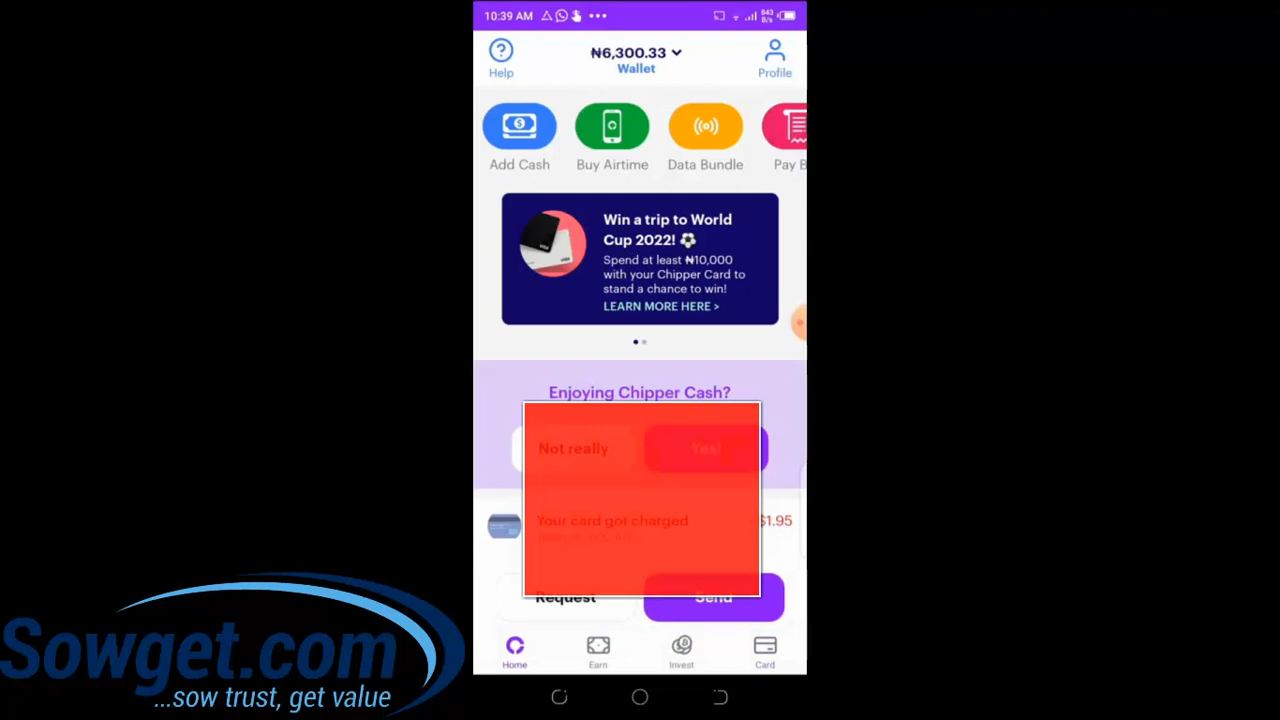 10:39 AM
843
B/s
Help
₦6,300.33
Wallet
Profile
Add Cash
Buy Airtime
Data Bundle
Pay B
Win a trip to World
Cup 2022! ⚽
Spend at least ₦10,000
with your Chipper Card to
stand a chance to win!
LEARN MORE HERE >
Enjoying Chipper Cash?
Not really
Yes!
Your card got charged
$1.95
Request
Send
Home
Earn
Invest
Card
Sowget.com
...sow trust, get value